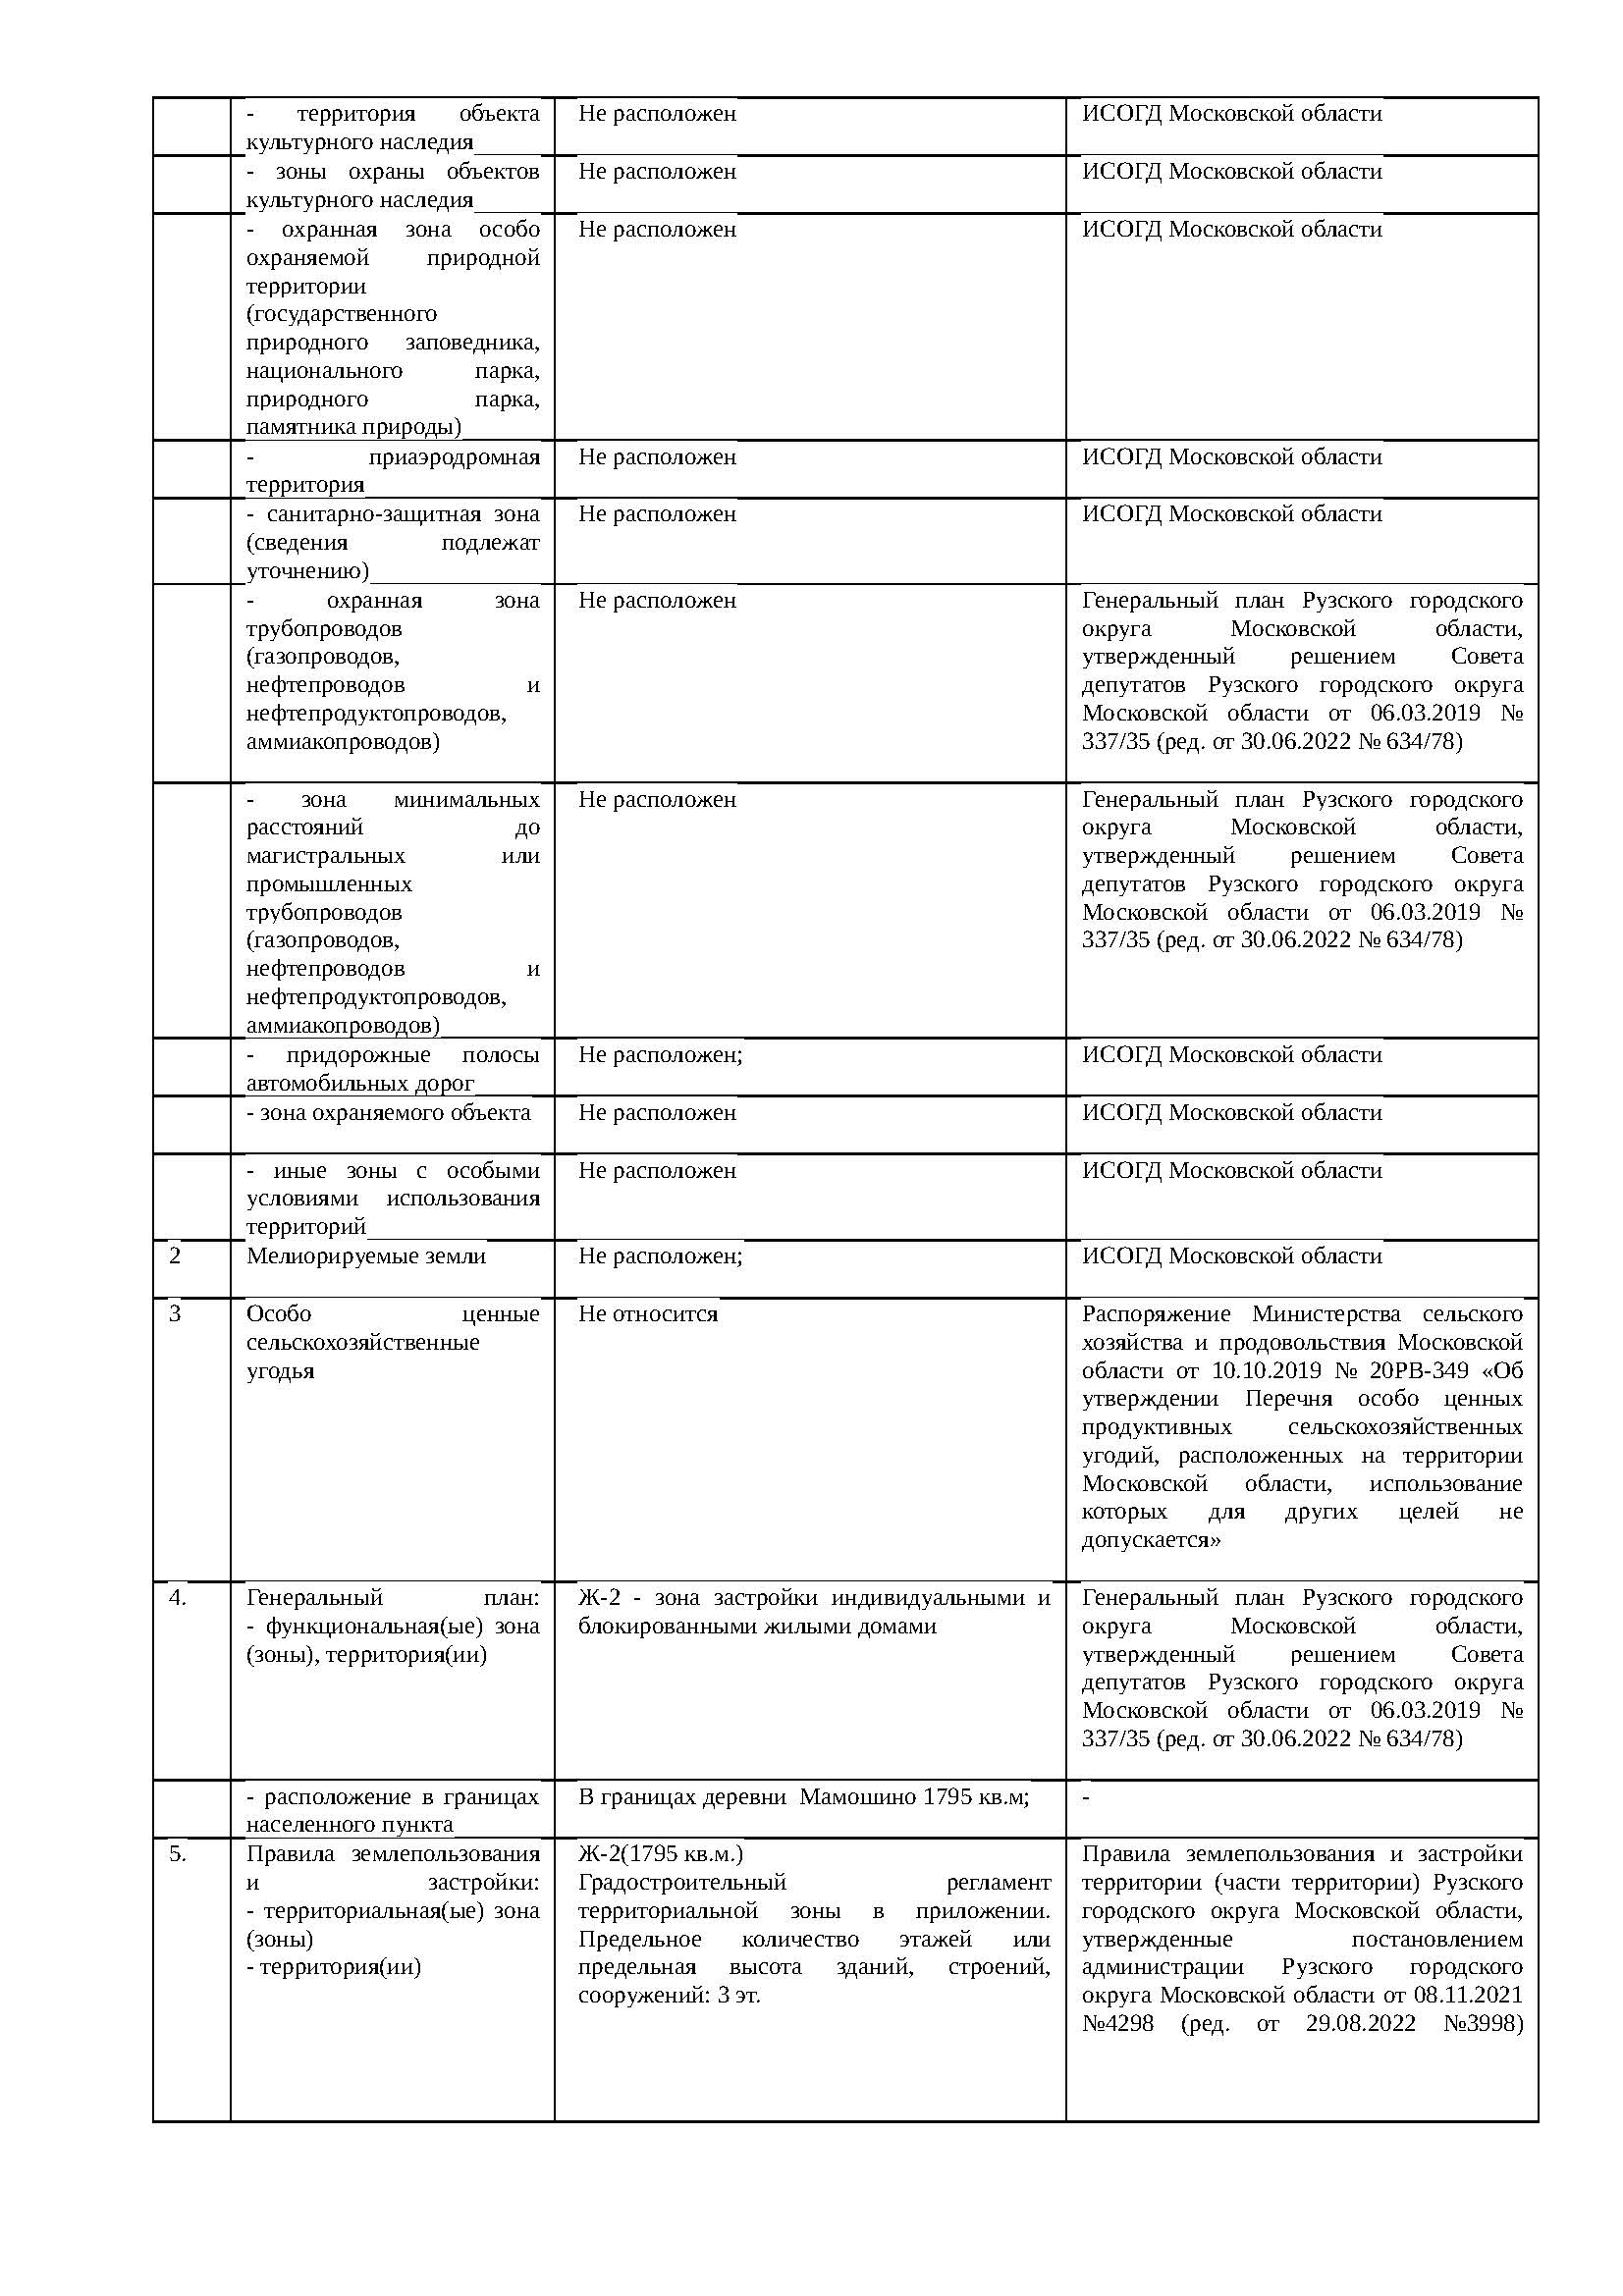 - территория объекта
культурного наследия
Не расположен
ИСОГД Московской области
- зоны охраны объектов
культурного наследия
Не расположен
ИСОГД Московской области
- охранная зона особо
охраняемой природной
территории
(государственного
природного заповедника,
национального парка,
природного парка,
памятника природы)
Не расположен
ИСОГД Московской области
- приаэродромная
территория
Не расположен
ИСОГД Московской области
- санитарно-защитная зона
(сведения подлежат
уточнению)
Не расположен
ИСОГД Московской области
- охранная зона
трубопроводов
(газопроводов,
нефтепроводов и
нефтепродуктопроводов,
аммиакопроводов)
Не расположен
Генеральный план Рузского городского
округа Московской области,
утвержденный решением Совета
депутатов Рузского городского округа
Московской области от 06.03.2019 №
337/35 (ред. от 30.06.2022 № 634/78)
- зона минимальных
расстояний до
магистральных или
промышленных
трубопроводов
(газопроводов,
нефтепроводов и
нефтепродуктопроводов,
аммиакопроводов)
Не расположен
Генеральный план Рузского городского
округа Московской области,
утвержденный решением Совета
депутатов Рузского городского округа
Московской области от 06.03.2019 №
337/35 (ред. от 30.06.2022 № 634/78)
- придорожные полосы
автомобильных дорог
Не расположен;
ИСОГД Московской области
- зона охраняемого объекта
Не расположен
ИСОГД Московской области
- иные зоны с особыми
условиями использования
территорий
Не расположен
ИСОГД Московской области
2
Мелиорируемые земли
Не расположен;
ИСОГД Московской области
3
Особо ценные
сельскохозяйственные
угодья
Не относится
Распоряжение Министерства сельского
хозяйства и продовольствия Московской
области от 10.10.2019 № 20РВ-349 «Об
утверждении Перечня особо ценных
продуктивных сельскохозяйственных
угодий, расположенных на территории
Московской области, использование
которых для других целей не
допускается»
4.
Генеральный план:
- функциональная(ые) зона
(зоны), территория(ии)
Ж-2 - зона застройки индивидуальными и
блокированными жилыми домами
Генеральный план Рузского городского
округа Московской области,
утвержденный решением Совета
депутатов Рузского городского округа
Московской области от 06.03.2019 №
337/35 (ред. от 30.06.2022 № 634/78)
- расположение в границах
населенного пункта
В границах деревни Мамошино 1795 кв.м;
-
5.
Правила землепользования
и застройки:
- территориальная(ые) зона
(зоны)
- территория(ии)
Ж-2(1795 кв.м.)
Градостроительный регламент
территориальной зоны в приложении.
Предельное количество этажей или
предельная высота зданий, строений,
сооружений: 3 эт.
Правила землепользования и застройки
территории (части территории) Рузского
городского округа Московской области,
утвержденные постановлением
администрации Рузского городского
округа Московской области от 08.11.2021
№4298 (ред. от 29.08.2022 №3998)